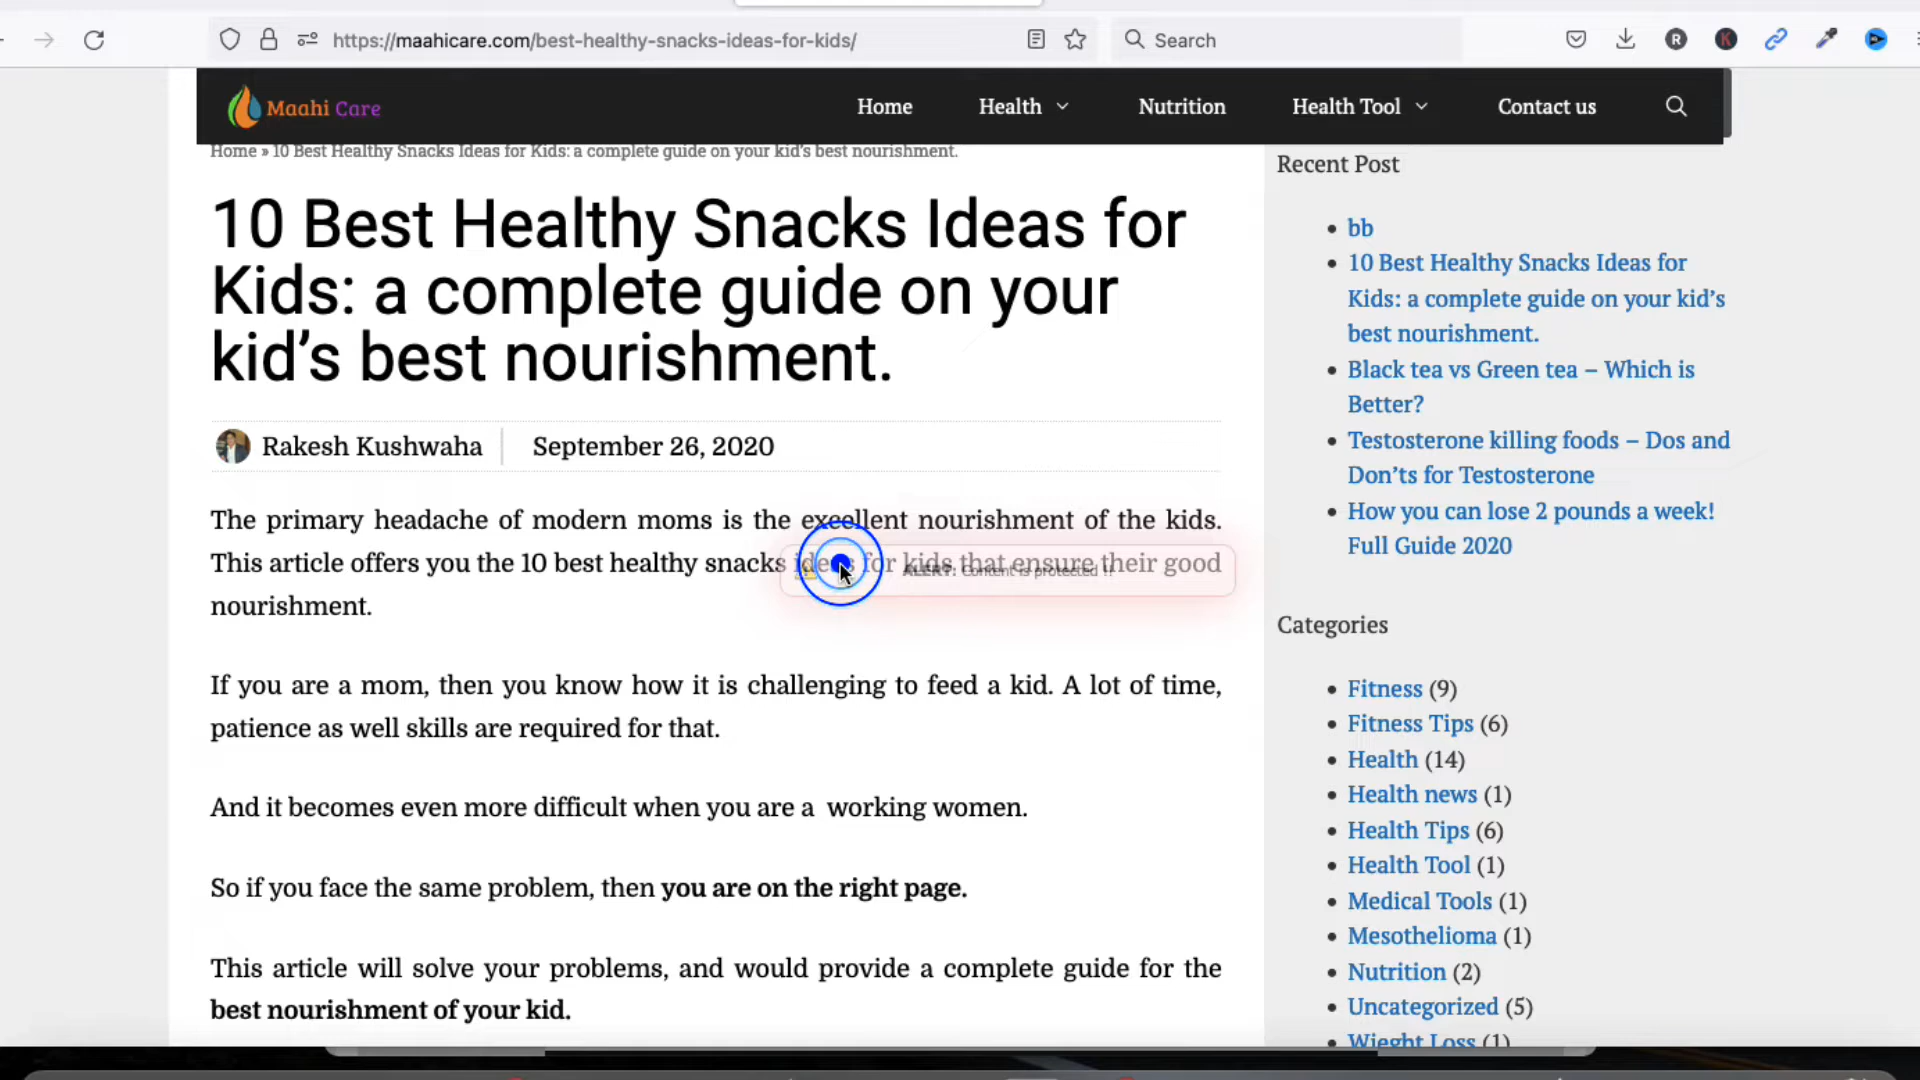 https://maahicare.com/best-healthy-snacks-ideas-for-kids/
Search
R
K
Maahi Care
Home
Health
Nutrition
Health Tool
Contact us
Home » 10 Best Healthy Snacks Ideas for Kids: a complete guide on your kid's best nourishment.
10 Best Healthy Snacks Ideas for
Kids: a complete guide on your
kid's best nourishment.
Rakesh Kushwaha
September 26, 2020
The primary headache of modern moms is the excellent nourishment of the kids.
This article offers you the 10 best healthy snacks ideas for kids that ensure their good
nourishment.
ALERT: Content is protected !!
If you are a mom, then you know how it is challenging to feed a kid. A lot of time,
patience as well skills are required for that.
And it becomes even more difficult when you are a  working women.
So if you face the same problem, then you are on the right page.
This article will solve your problems, and would provide a complete guide for the
best nourishment of your kid.
Recent Post
bb
10 Best Healthy Snacks Ideas for
Kids: a complete guide on your kid's
best nourishment.
Black tea vs Green tea – Which is
Better?
Testosterone killing foods – Dos and
Don'ts for Testosterone
How you can lose 2 pounds a week!
Full Guide 2020
Categories
Fitness (9)
Fitness Tips (6)
Health (14)
Health news (1)
Health Tips (6)
Health Tool (1)
Medical Tools (1)
Mesothelioma (1)
Nutrition (2)
Uncategorized (5)
Wieght Loss (1)